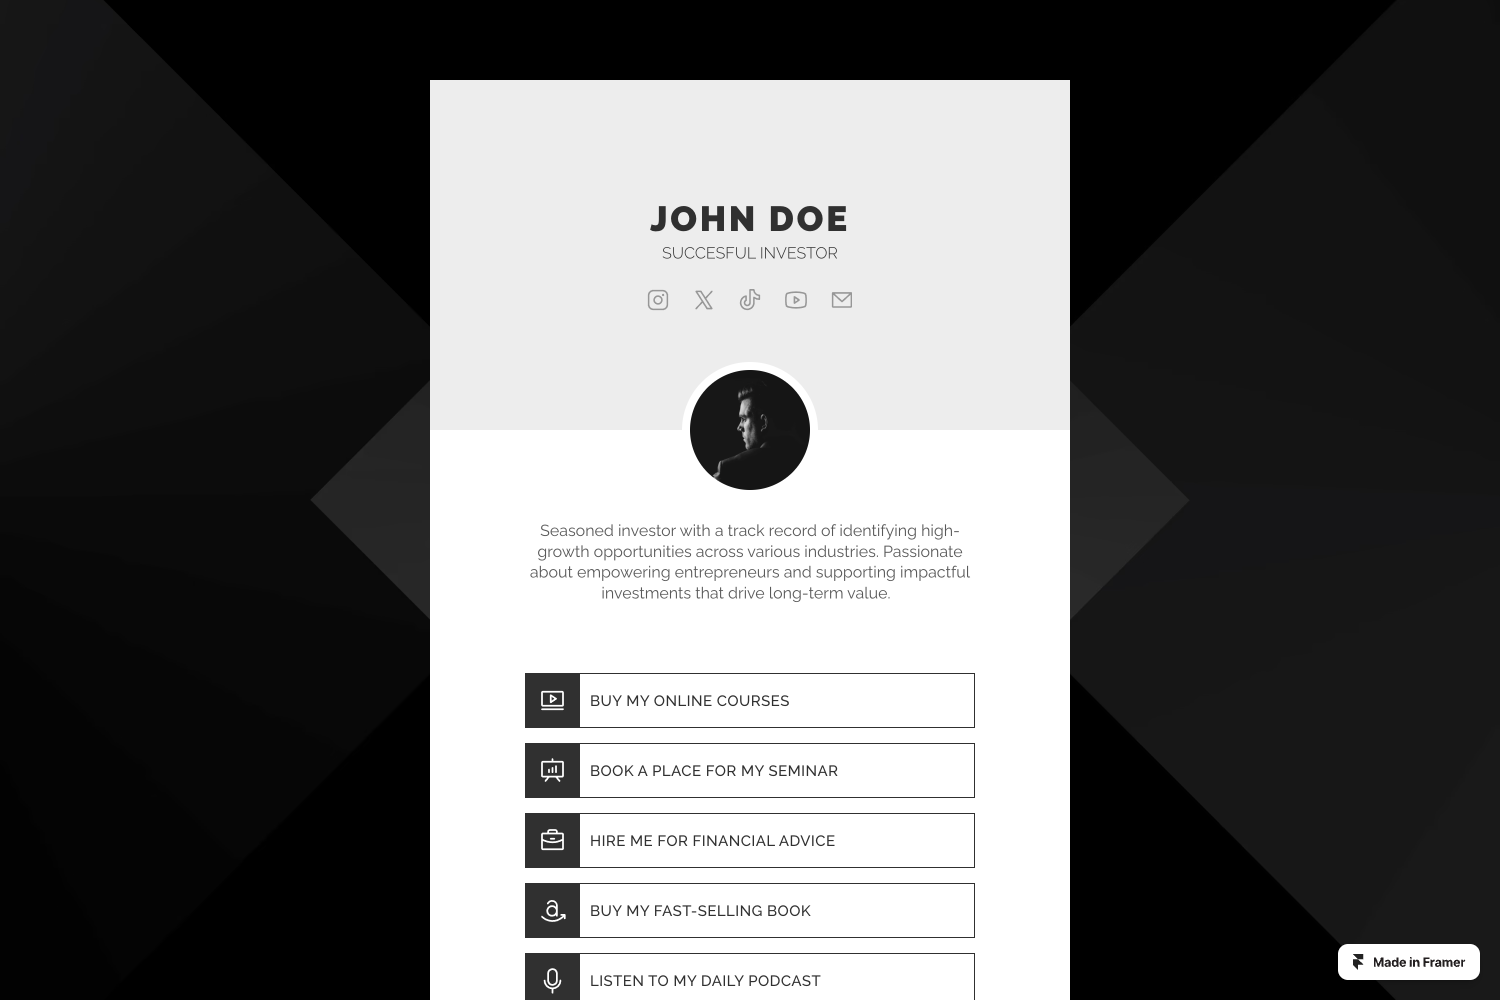 JOHN DOE
SUCCESFUL INVESTOR
Seasoned investor with a track record of identifying high-
growth opportunities across various industries. Passionate
about empowering entrepreneurs and supporting impactful
investments that drive long-term value.
BUY MY ONLINE COURSES
BOOK A PLACE FOR MY SEMINAR
HIRE ME FOR FINANCIAL ADVICE
BUY MY FAST-SELLING BOOK
LISTEN TO MY DAILY PODCAST
Made in Framer